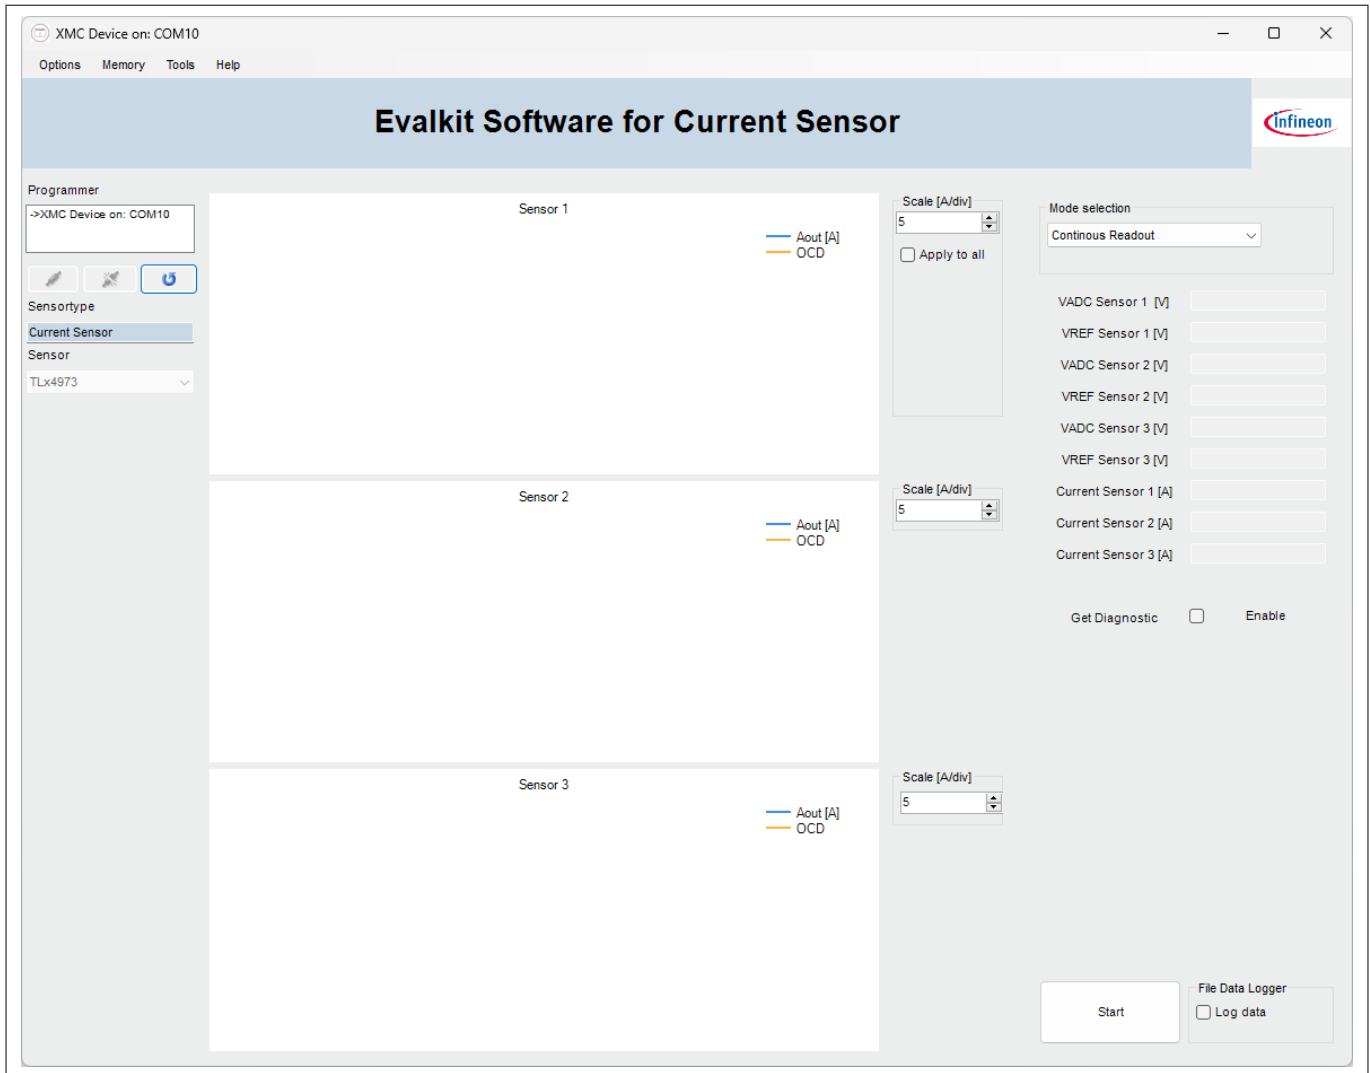 XMC Device on: COM10
Options Memory Tools Help
Evalkit Software for Current Sensor
infineon
Programmer
->XMC Device on: COM10
Sensortype
Current Sensor
Sensor
TLx4973
Sensor 1
Aout [A]
OCD
Scale [A/div]
5
Apply to all
Sensor 2
Aout [A]
OCD
Scale [A/div]
5
Sensor 3
Aout [A]
OCD
Scale [A/div]
5
Mode selection
Continous Readout
VADC Sensor 1 [V]
VREF Sensor 1 [V]
VADC Sensor 2 [V]
VREF Sensor 2 [V]
VADC Sensor 3 [V]
VREF Sensor 3 [V]
Current Sensor 1 [A]
Current Sensor 2 [A]
Current Sensor 3 [A]
Get Diagnostic Enable
Start
File Data Logger
Log data